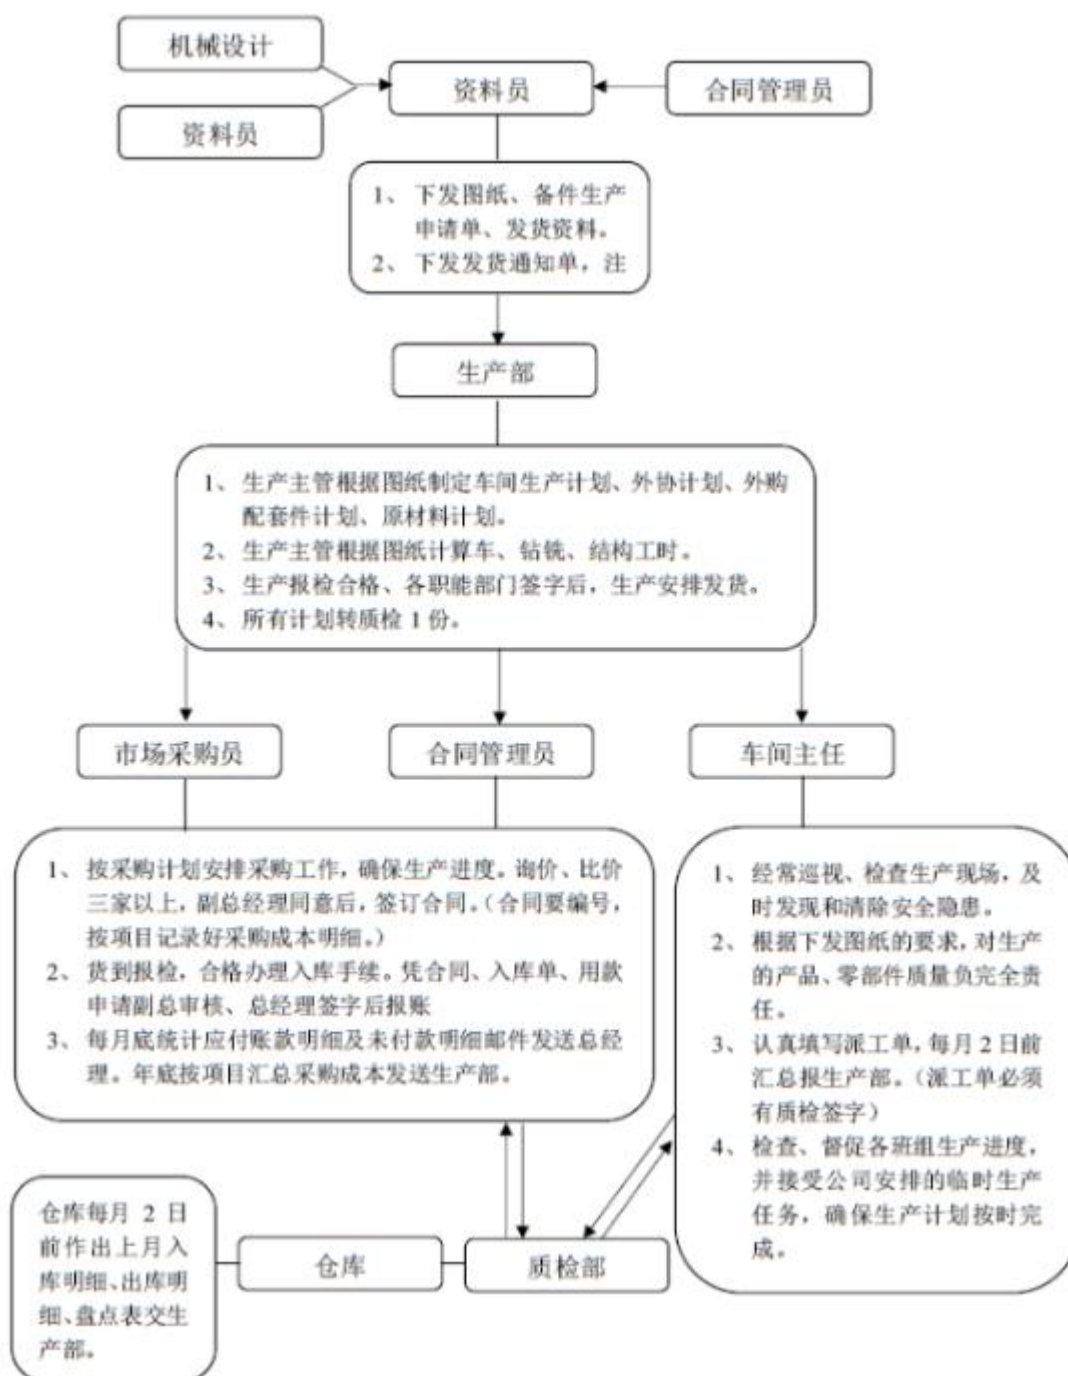 机械设计
资料员
资料员
合同管理员
1、 下发图纸、备件生产
申请单、发货资料。
2、 下发发货通知单，注
生产部
1、 生产主管根据图纸制定车间生产计划、外协计划、外购
配套件计划、原材料计划。
2、 生产主管根据图纸计算车、钻铣、结构工时。
3、 生产报检合格、各职能部门签字后，生产安排发货。
4、 所有计划转质检 1 份。
市场采购员
合同管理员
车间主任
1、 按采购计划安排采购工作，确保生产进度。询价、比价
三家以上，副总经理同意后，签订合同。（合同要编号，
按项目记录好采购成本明细。）
2、 货到报检，合格办理入库手续。凭合同、入库单、用款
申请副总审核、总经理签字后报账
3、 每月底统计应付账款明细及未付款明细邮件发送总经
理。年底按项目汇总采购成本发送生产部。
1、 经常巡视、检查生产现场，及
时发现和清除安全隐患。
2、 根据下发图纸的要求，对生产
的产品、零部件质量负完全责
任。
3、 认真填写派工单，每月 2 日前
汇总报生产部。（派工单必须
有质检签字）
4、 检查、督促各班组生产进度，
并接受公司安排的临时生产
任务，确保生产计划按时完
成。
仓库每月 2 日
前作出上月入
库明细、出库明
细、盘点表交生
产部。
仓库
质检部